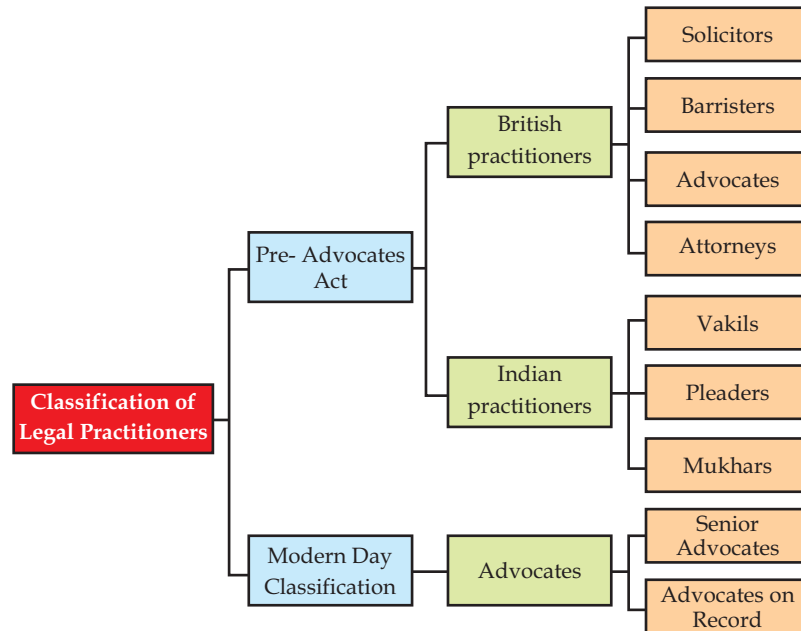 Solicitors
Barristers
British
practitioners
Advocates
Attorneys
Pre- Advocates
Act
Vakils
Indian
practitioners
Pleaders
Classification of
Legal Practitioners
Mukhars
Senior
Advocates
Modern Day
Classification
Advocates
Advocates on
Record